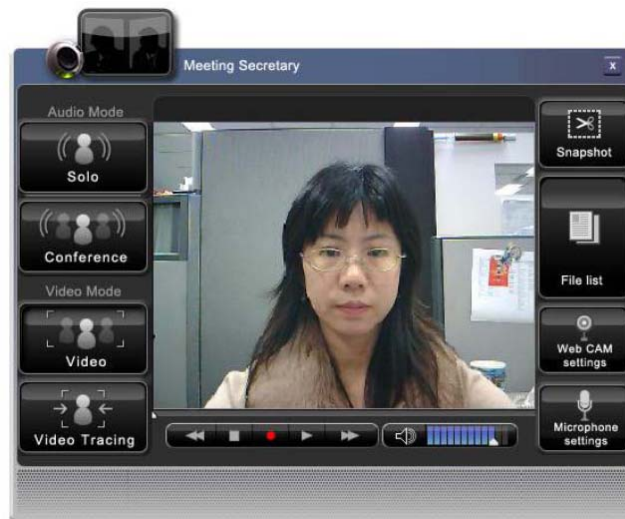 Meeting Secretary
x
Audio Mode
Solo
Conference
Video Mode
Video
Video Tracing
Snapshot
File list
Web CAM
settings
Microphone
settings